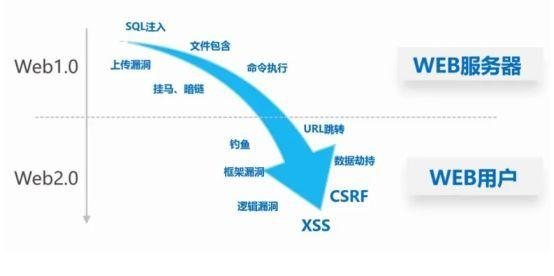 SQL注入
文件包含
Web1.0
上传漏洞
命令执行
WEB服务器
挂马、暗链
URL跳转
钓鱼
数据劫持
Web2.0
框架漏洞
WEB用户
CSRF
逻辑漏洞
XSS